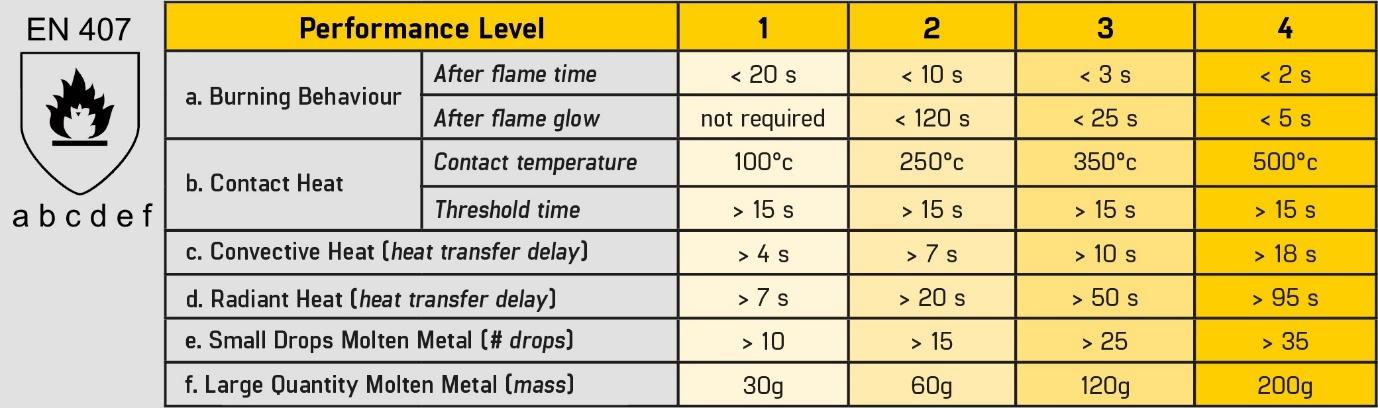 EN 407
a b c d e f
Performance Level 1 2 3 4
a. Burning Behaviour
After flame time < 20 s < 10 s < 3 s < 2 s
After flame glow not required < 120 s < 25 s < 5 s
b. Contact Heat
Contact temperature 100°c 250°c 350°c 500°c
Threshold time > 15 s > 15 s > 15 s > 15 s
c. Convective Heat (heat transfer delay) > 4 s > 7 s > 10 s > 18 s
d. Radiant Heat (heat transfer delay) > 7 s > 20 s > 50 s > 95 s
e. Small Drops Molten Metal (# drops) > 10 > 15 > 25 > 35
f. Large Quantity Molten Metal (mass) 30g 60g 120g 200g